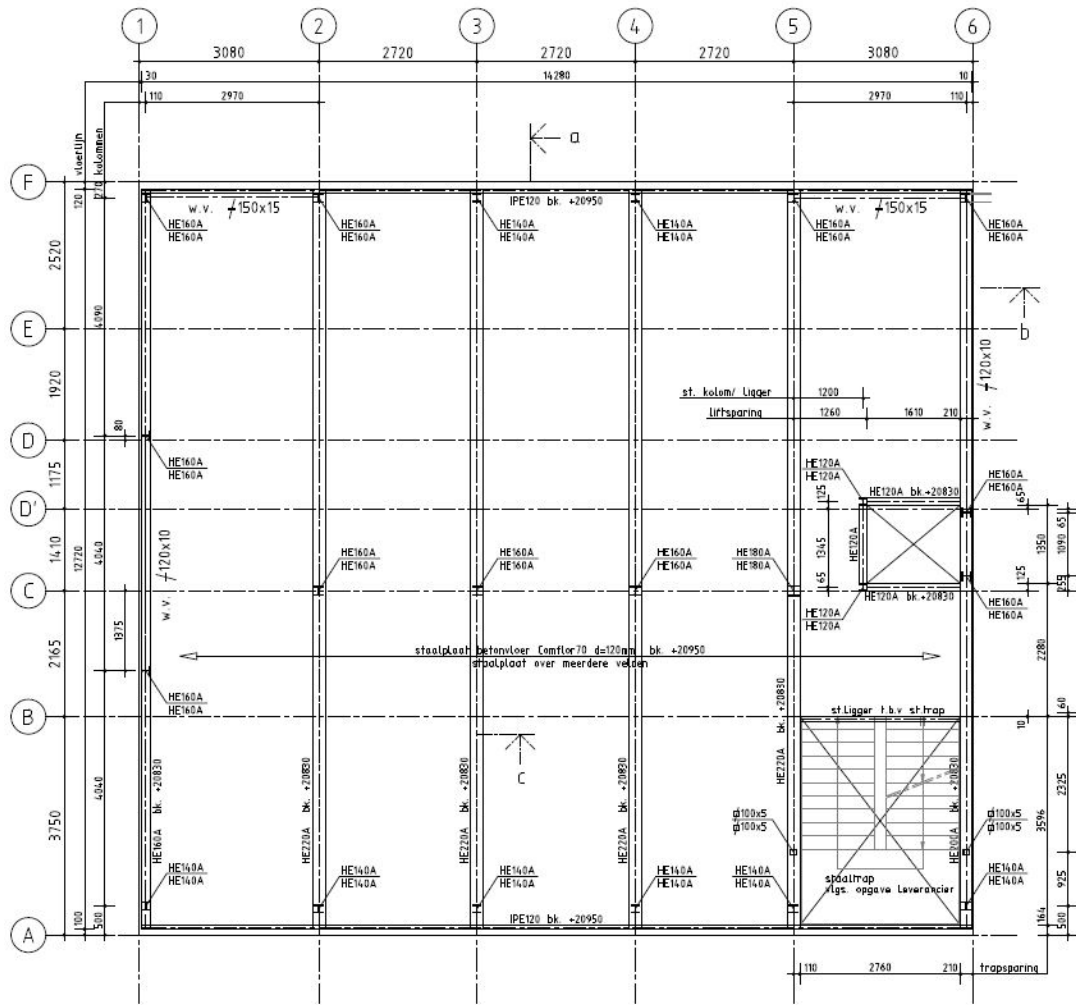 1 2 3 4 5 6
3080 2720 2720 2720 3080
30 14280 10
110 2970 2970 110
vloerlijn
kolommen
a
F
120
270
IPE120 bk. +20950
w.v. 150x15
w.v. 150x15
HE160A HE160A HE140A HE140A HE160A HE160A
HE160A HE160A HE140A HE140A HE160A HE160A
2520
4090
b
E
1920
w.v. 120x10
st. kolom/ ligger 1200
liftsparing 1260 1610 210
80
D
HE160A
HE160A
1175
HE120A
HE120A
HE120A bk.+20830
HE160A
HE160A
65
125
D'
1410
12720
4040
w.v. 120x10
HE160A HE160A HE160A HE180A
HE160A HE160A HE160A HE180A
1345
65
HE120A
1350
65
1090
125
255
C
HE120A bk.+20830
HE120A
HE120A
HE160A
HE160A
1375
2165
staalplaat betonvloer Comflor70 d=120mm bk. +20950
staalplaat over meerdere velden
2280
HE160A
HE160A
B
st.ligger t.b.v st.trap
10
60
c
3750
4040
HE160A bk. +20830
HE220A bk. +20830
HE220A bk. +20830
HE220A bk. +20830
HE220A bk. +20830
HE200A bk. +20830
100x5
100x5
100x5
100x5
2325
3596
925
HE140A HE140A HE140A HE140A HE140A HE140A
HE140A HE140A HE140A HE140A HE140A HE140A
staaltrap
vlgs. opgave leverancier
100
500
IPE120 bk. +20950
164
500
A
110 2760 210 trapsparing